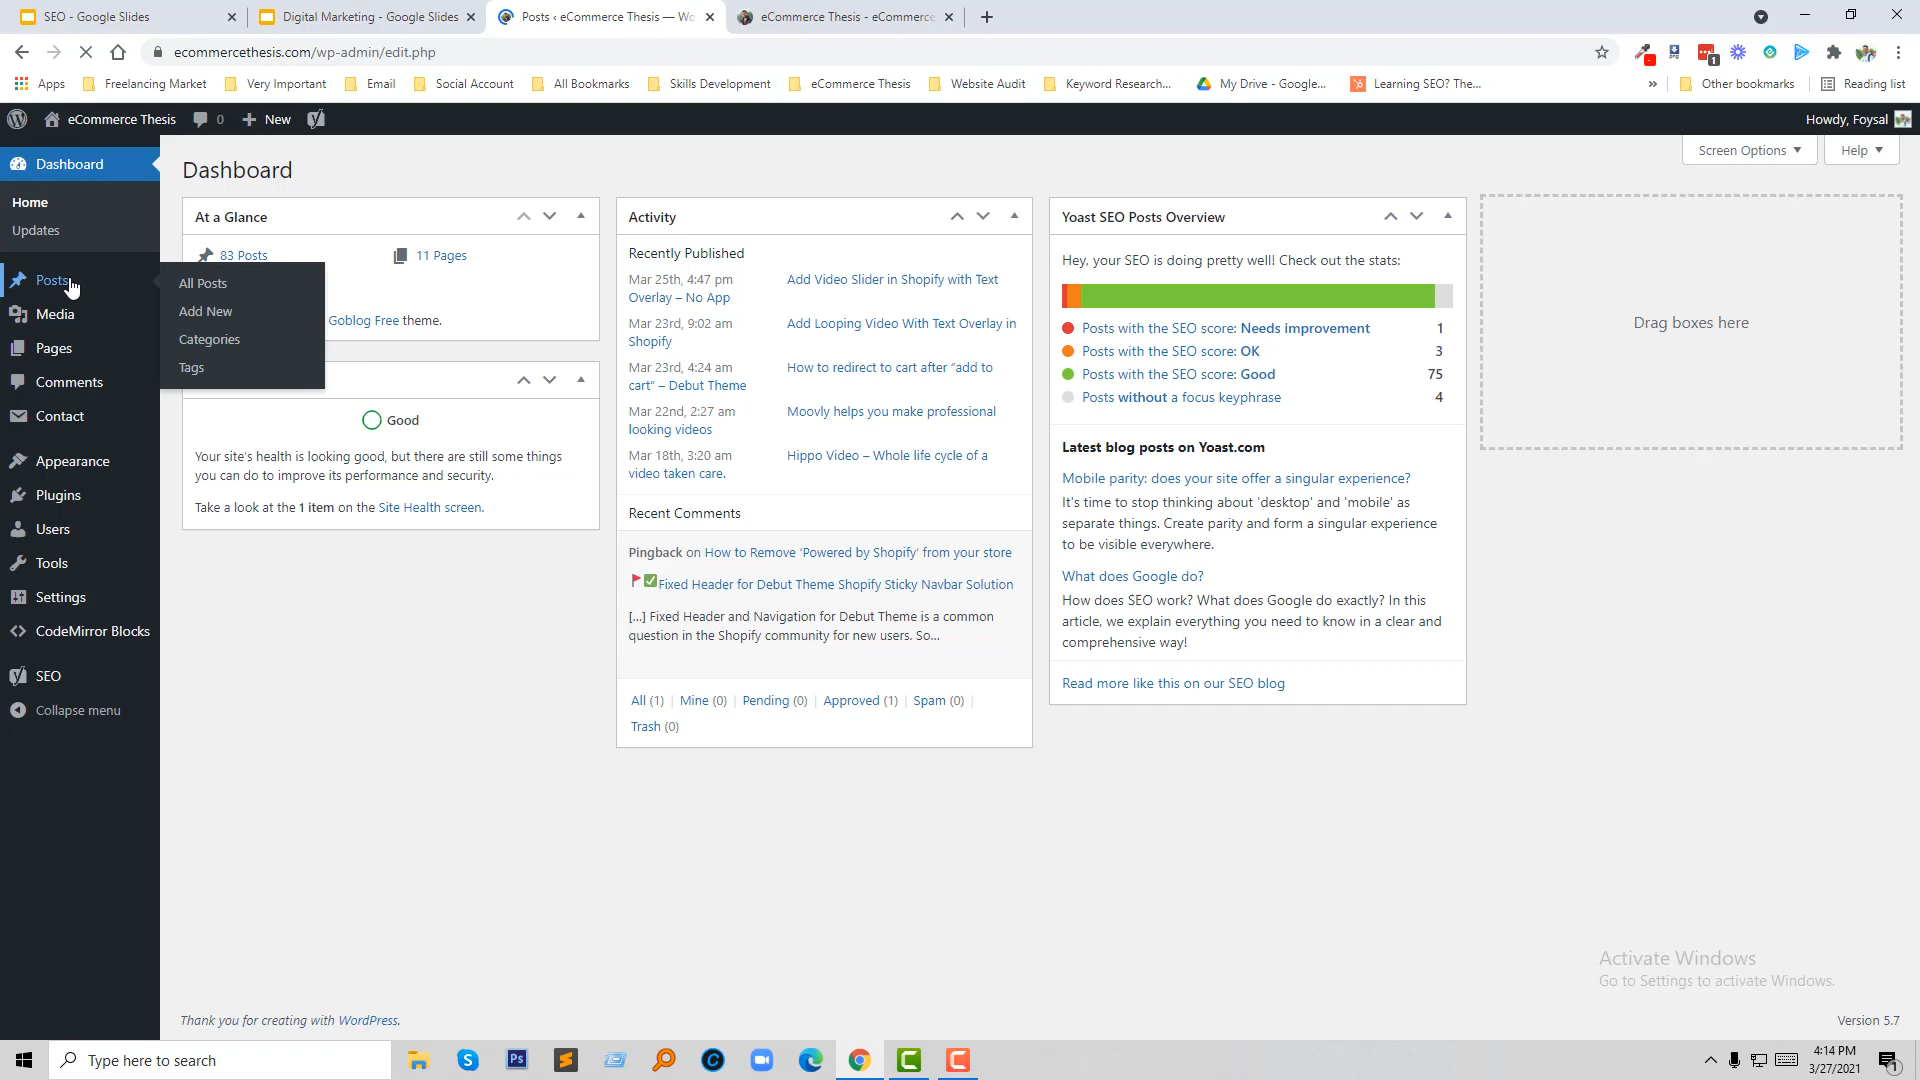 SEO - Google Slides
Digital Marketing - Google Slides
Posts ‹ eCommerce Thesis — Wo
eCommerce Thesis - eCommerce
ecommercethesis.com/wp-admin/edit.php
Apps
Freelancing Market
Very Important
Email
Social Account
All Bookmarks
Skills Development
eCommerce Thesis
Website Audit
Keyword Research...
My Drive - Google...
Learning SEO? The...
»
Other bookmarks
Reading list
eCommerce Thesis
0
New
Howdy, Foysal
Dashboard
Home
Updates
Posts
Media
Pages
Comments
Contact
Appearance
Plugins
Users
Tools
Settings
CodeMirror Blocks
SEO
Collapse menu
All Posts
Add New
Categories
Tags
Dashboard
Screen Options
Help
At a Glance
83 Posts
11 Pages
Goblog Free theme.
Good
Your site's health is looking good, but there are still some things
you can do to improve its performance and security.
Take a look at the 1 item on the Site Health screen.
Activity
Recently Published
Mar 25th, 4:47 pm Add Video Slider in Shopify with Text
Overlay – No App
Mar 23rd, 9:02 am Add Looping Video With Text Overlay in
Shopify
Mar 23rd, 4:24 am How to redirect to cart after "add to
cart" – Debut Theme
Mar 22nd, 2:27 am Moovly helps you make professional
looking videos
Mar 18th, 3:20 am Hippo Video – Whole life cycle of a
video taken care.
Recent Comments
Pingback on How to Remove 'Powered by Shopify' from your store
Fixed Header for Debut Theme Shopify Sticky Navbar Solution
[...] Fixed Header and Navigation for Debut Theme is a common
question in the Shopify community for new users. So...
All (1) | Mine (0) | Pending (0) | Approved (1) | Spam (0) |
Trash (0)
Yoast SEO Posts Overview
Hey, your SEO is doing pretty well! Check out the stats:
Posts with the SEO score: Needs improvement 1
Posts with the SEO score: OK 3
Posts with the SEO score: Good 75
Posts without a focus keyphrase 4
Latest blog posts on Yoast.com
Mobile parity: does your site offer a singular experience?
It's time to stop thinking about 'desktop' and 'mobile' as
separate things. Create parity and form a singular experience
to be visible everywhere.
What does Google do?
How does SEO work? What does Google do exactly? In this
article, we explain everything you need to know in a clear and
comprehensive way!
Read more like this on our SEO blog
Drag boxes here
Activate Windows
Go to Settings to activate Windows.
Thank you for creating with WordPress.
Version 5.7
Type here to search
4:14 PM
3/27/2021